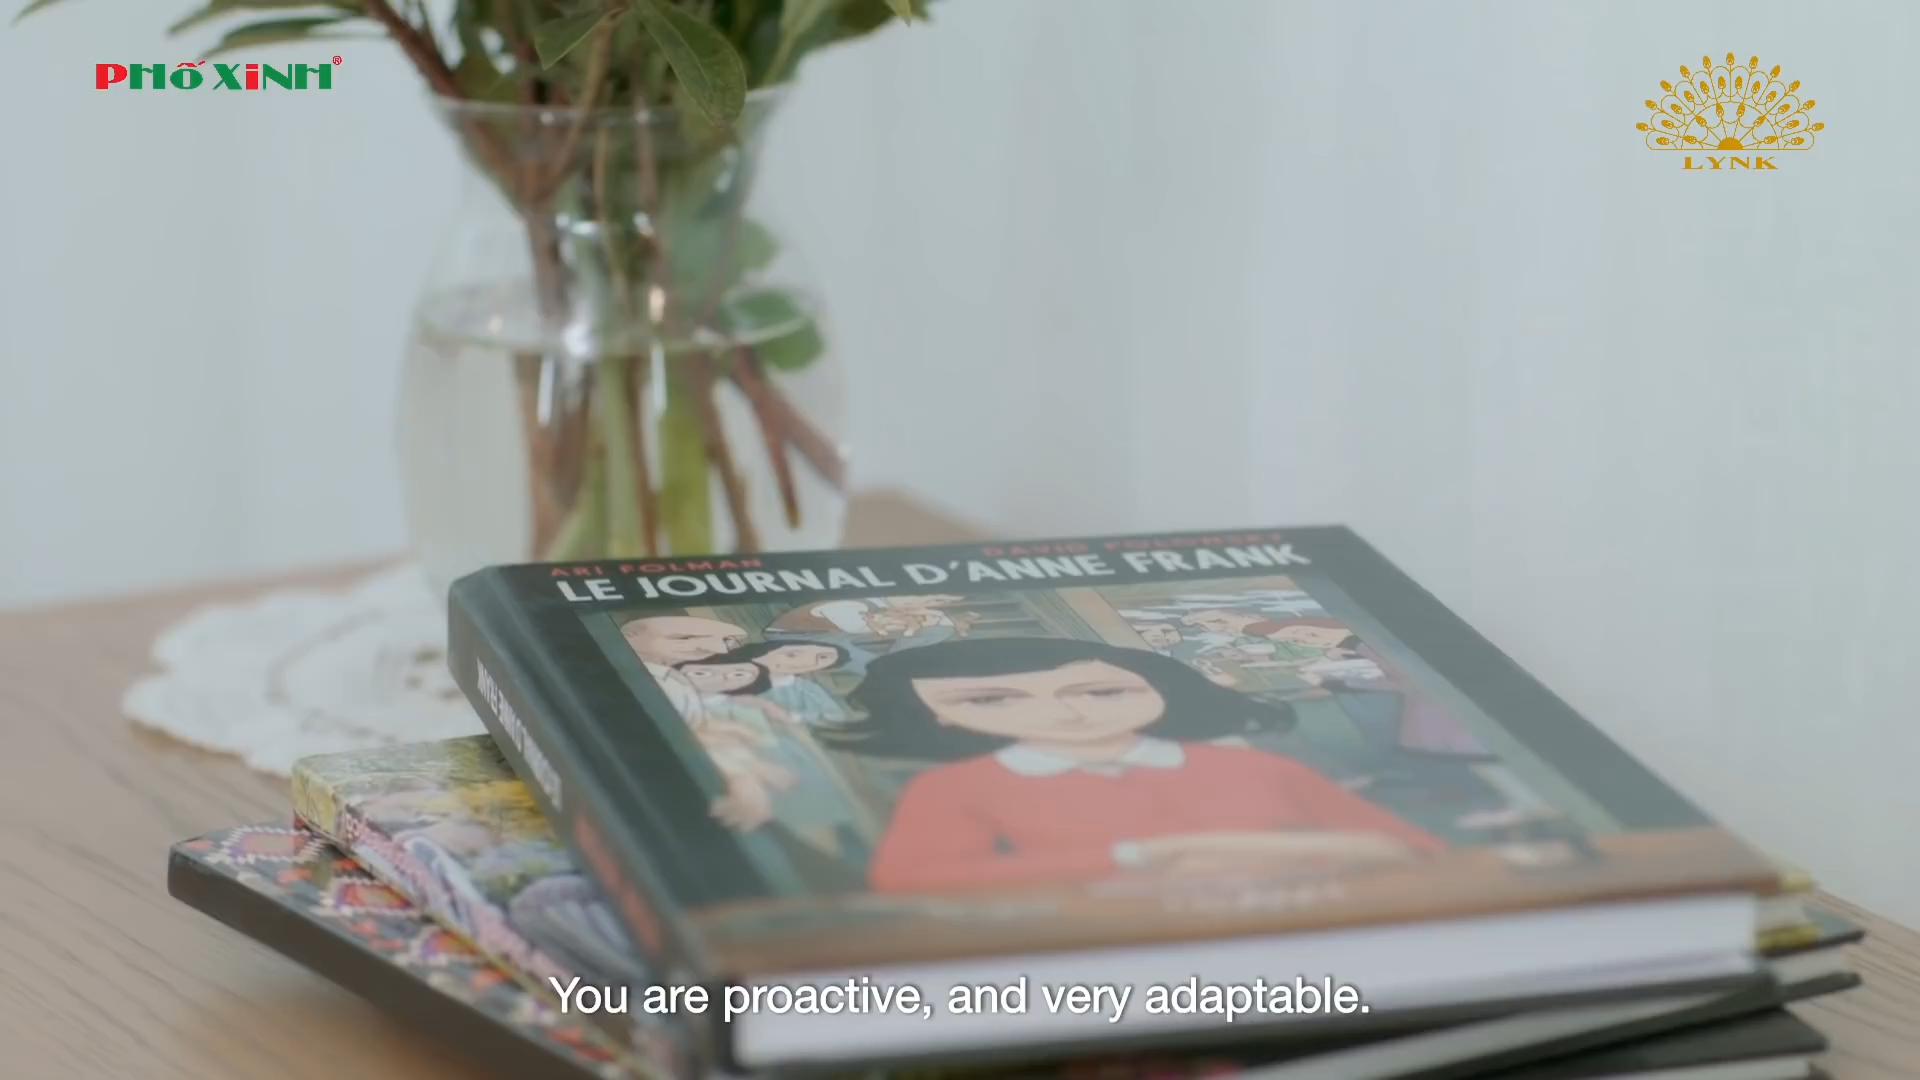 PHỐ XINH®
LYNK
ARI FOLMAN
DAVID POLONSKY
LE JOURNAL D'ANNE FRANK
You are proactive, and very adaptable.